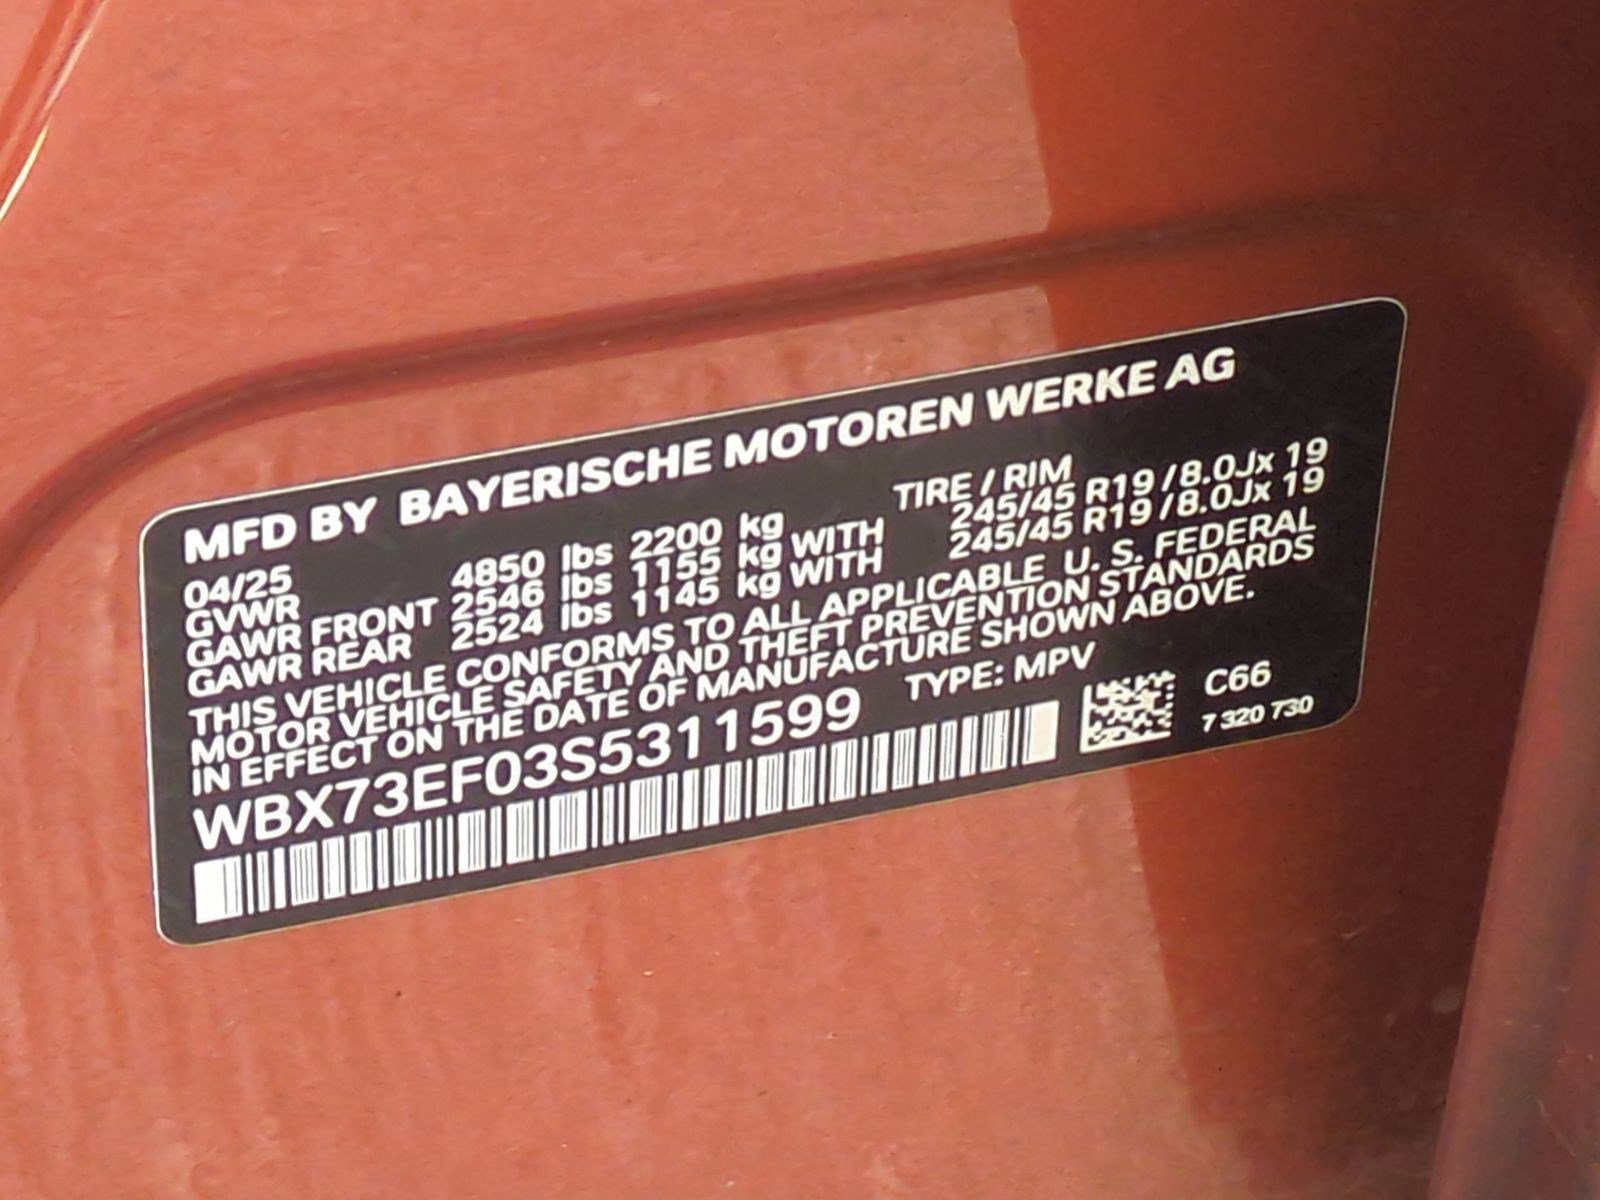 MFD BY BAYERISCHE MOTOREN WERKE AG
04/25 TIRE / RIM
GVWR 4850 lbs 2200 kg
GAWR FRONT 2546 lbs 1155 kg WITH 245/45 R19 /8.0Jx 19
GAWR REAR 2524 lbs 1145 kg WITH 245/45 R19 /8.0Jx 19
THIS VEHICLE CONFORMS TO ALL APPLICABLE U. S. FEDERAL
MOTOR VEHICLE SAFETY AND THEFT PREVENTION STANDARDS
IN EFFECT ON THE DATE OF MANUFACTURE SHOWN ABOVE.
WBX73EF03S5311599 TYPE: MPV
C66
7 320 730